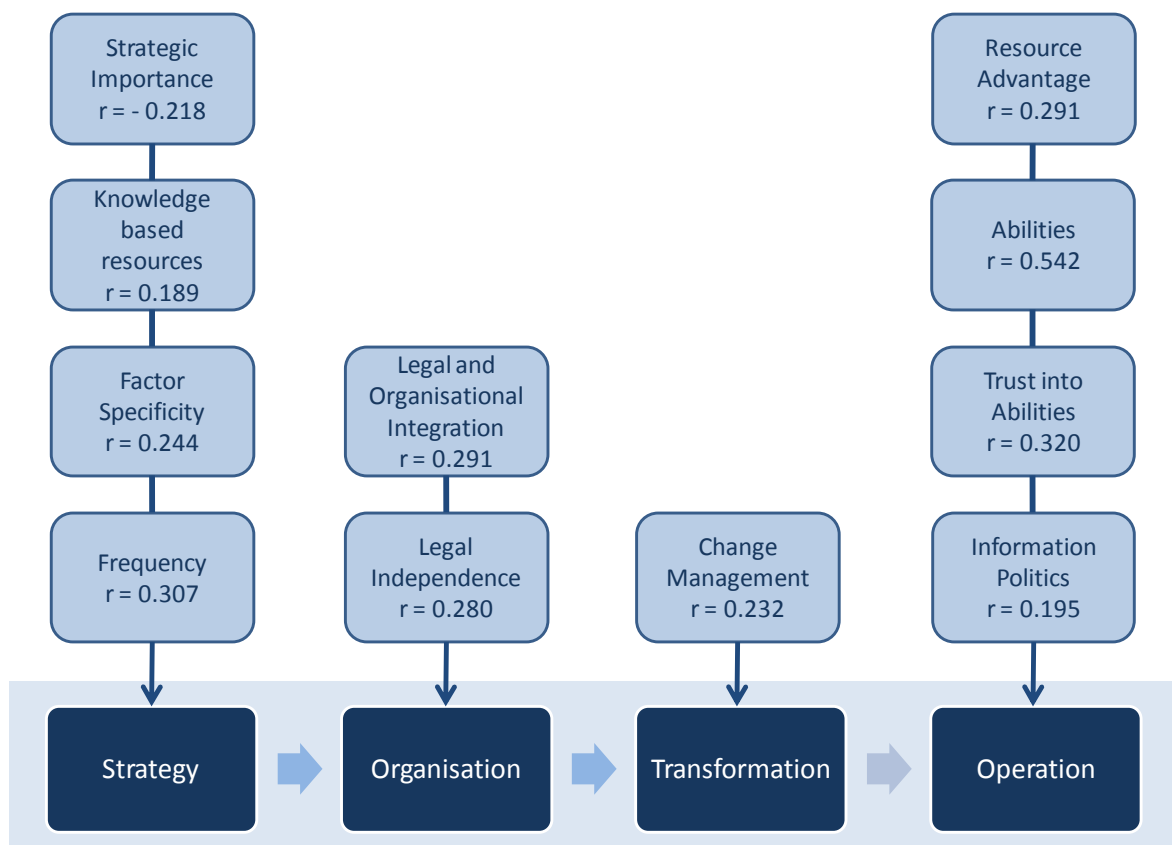 Strategic
Importance
r = - 0.218
Knowledge
based
resources
r = 0.189
Factor
Specificity
r = 0.244
Frequency
r = 0.307
Strategy
Legal and
Organisational
Integration
r = 0.291
Legal
Independence
r = 0.280
Organisation
Change
Management
r = 0.232
Transformation
Resource
Advantage
r = 0.291
Abilities
r = 0.542
Trust into
Abilities
r = 0.320
Information
Politics
r = 0.195
Operation